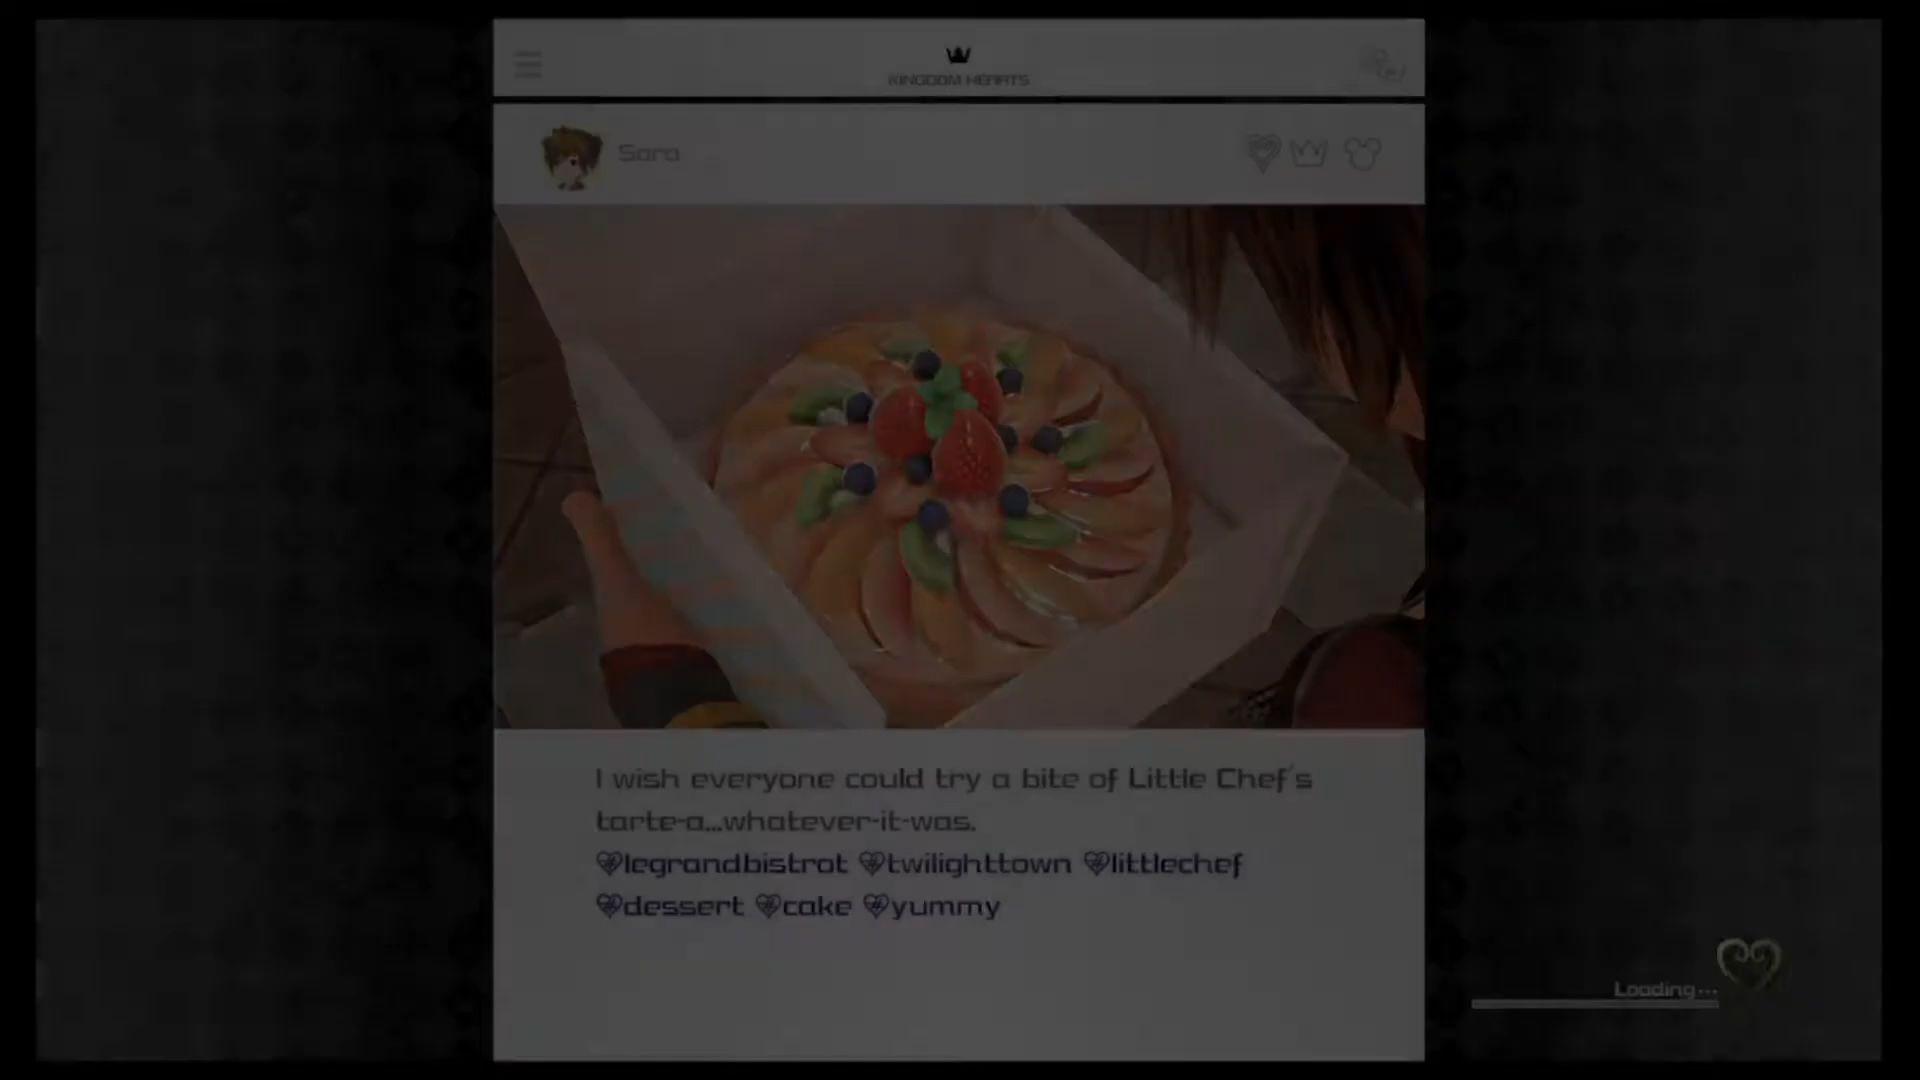 KINGDOM HEARTS
Sora
I wish everyone could try a bite of Little Chef's
tarte-a...whatever-it-was.
#legrandbistrot #twilighttown #littlechef
#dessert #cake #yummy
Loading...